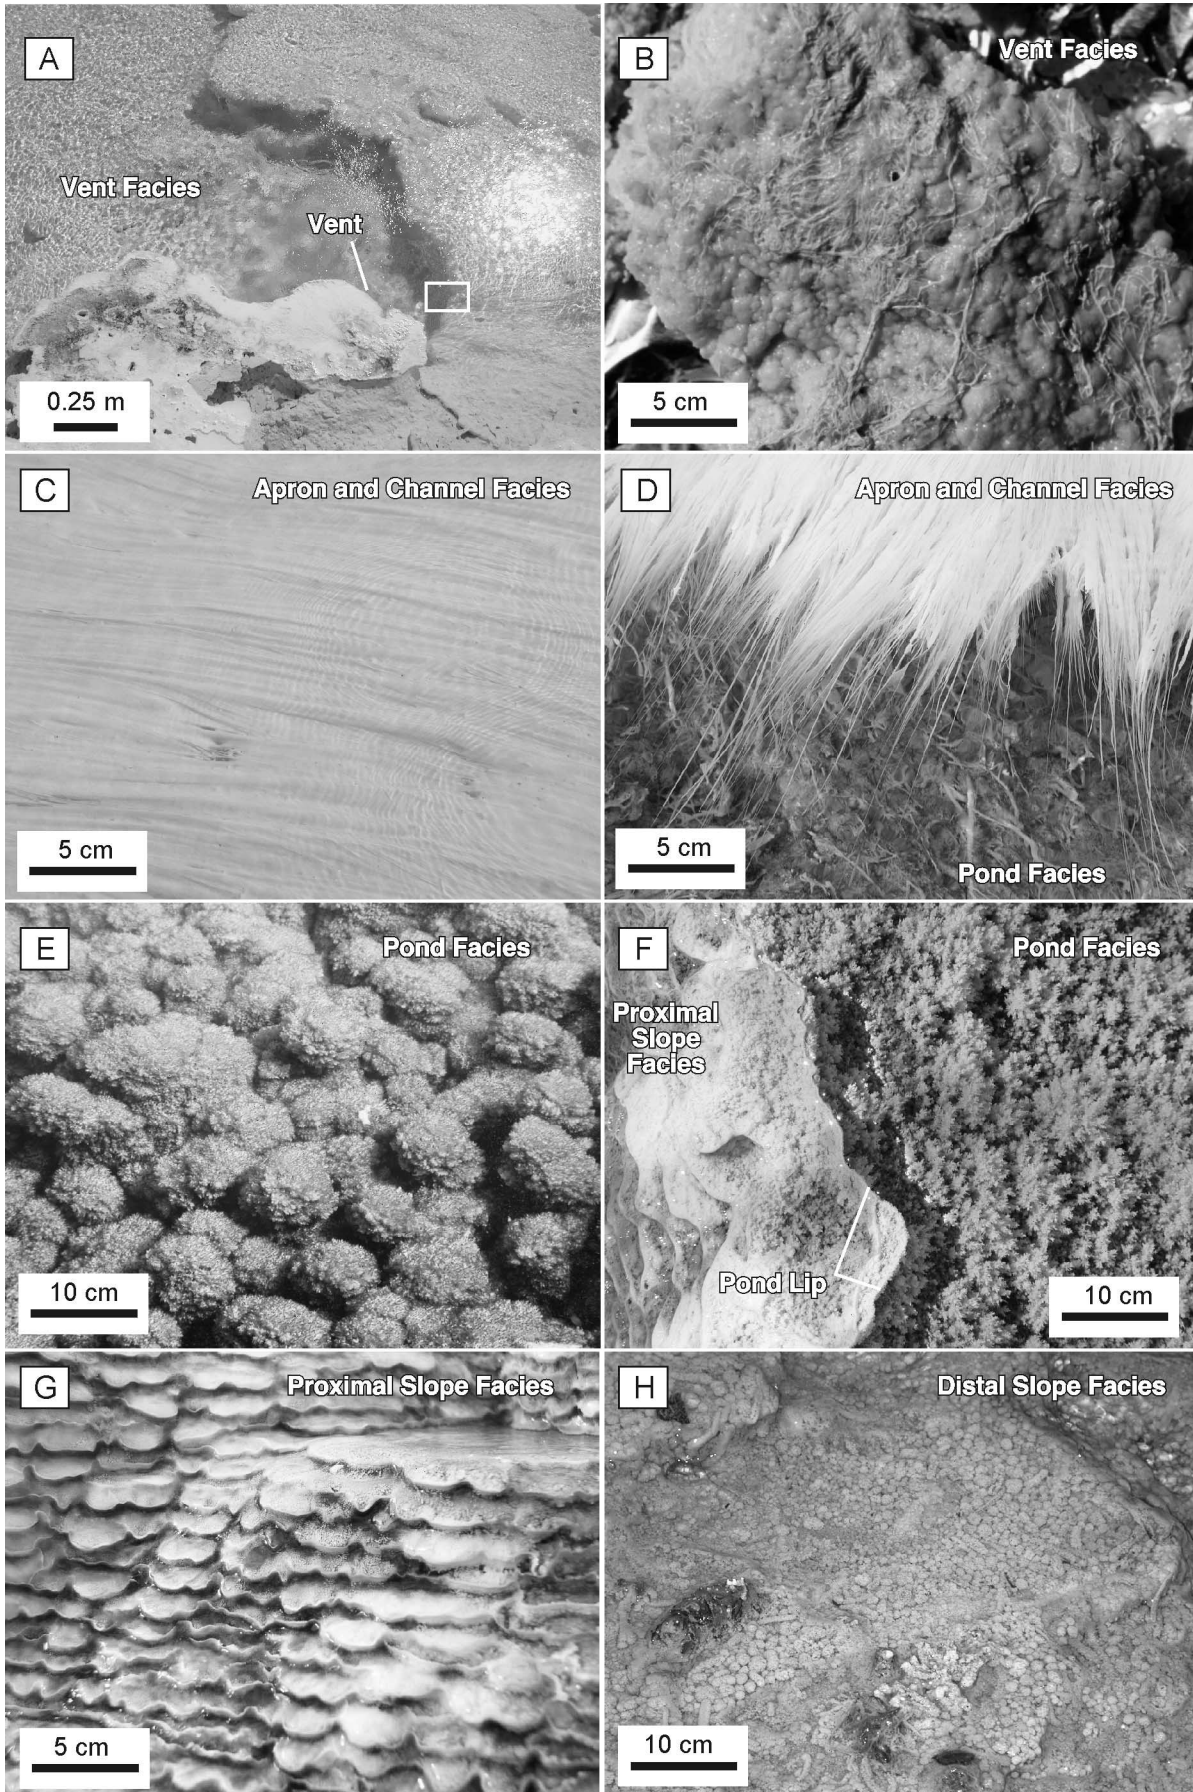 A
Vent Facies
Vent
0.25 m
B
Vent Facies
5 cm
C
Apron and Channel Facies
5 cm
D
Apron and Channel Facies
5 cm
Pond Facies
E
Pond Facies
10 cm
F
Pond Facies
Proximal
Slope
Facies
Pond Lip
10 cm
G
Proximal Slope Facies
5 cm
H
Distal Slope Facies
10 cm